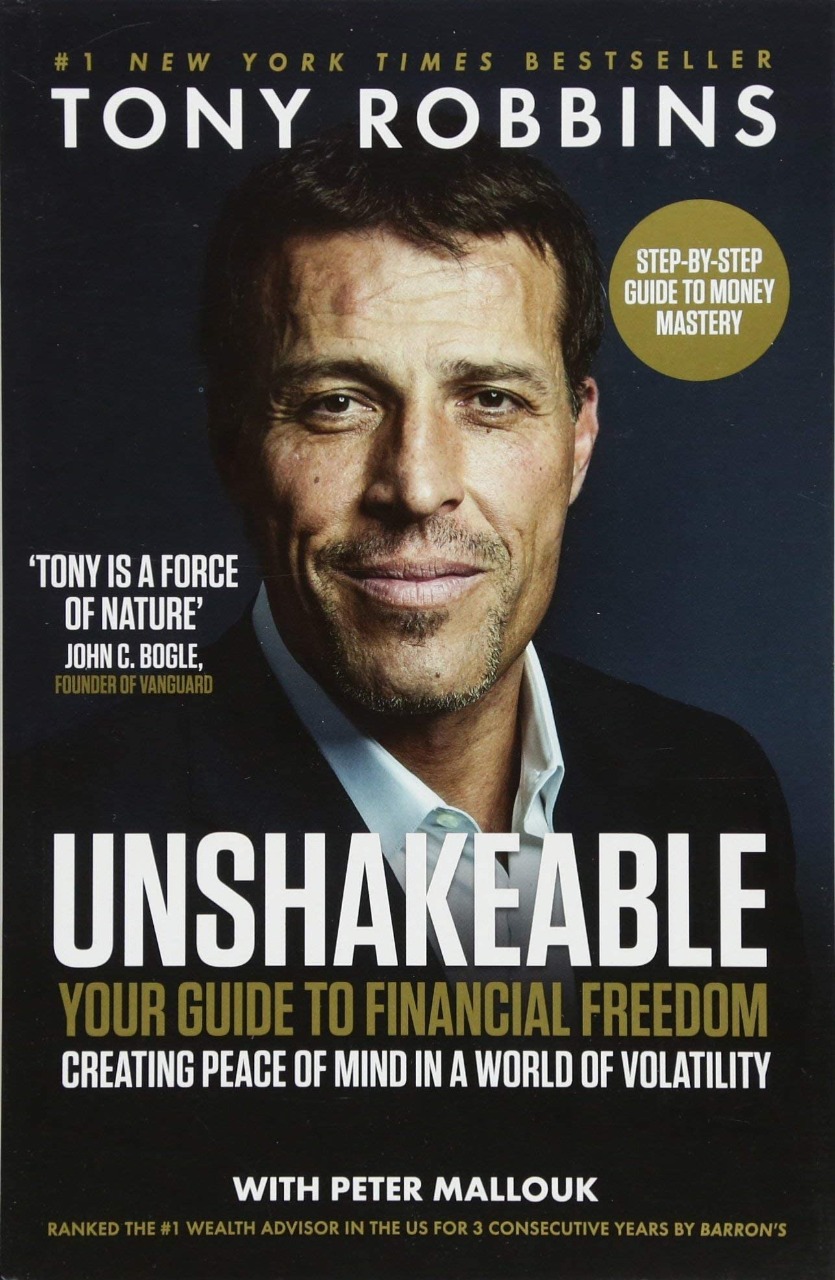 #1 NEW YORK TIMES BESTSELLER
TONY ROBBINS
STEP-BY-STEP
GUIDE TO MONEY
MASTERY
‘TONY IS A FORCE
OF NATURE’
JOHN C. BOGLE,
FOUNDER OF VANGUARD
UNSHAKEABLE
YOUR GUIDE TO FINANCIAL FREEDOM
CREATING PEACE OF MIND IN A WORLD OF VOLATILITY
WITH PETER MALLOUK
RANKED THE #1 WEALTH ADVISOR IN THE US FOR 3 CONSECUTIVE YEARS BY BARRON’S